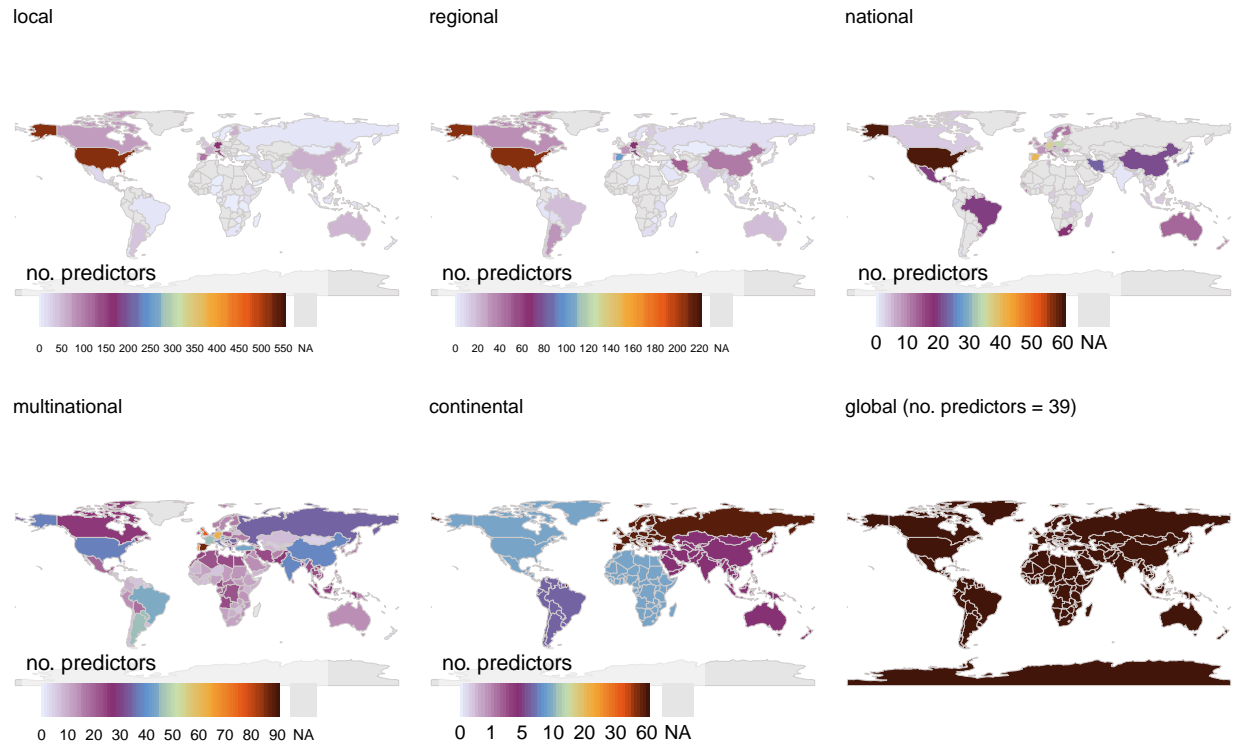 local
regional
national
no. predictors
no. predictors
no. predictors
0 50 100 150 200 250 300 350 400 450 500 550 NA
0 20 40 60 80 100 120 140 160 180 200 220 NA
0 10 20 30 40 50 60 NA
multinational
continental
global (no. predictors = 39)
no. predictors
no. predictors
0 10 20 30 40 50 60 70 80 90 NA
0 1 5 10 20 30 60 NA